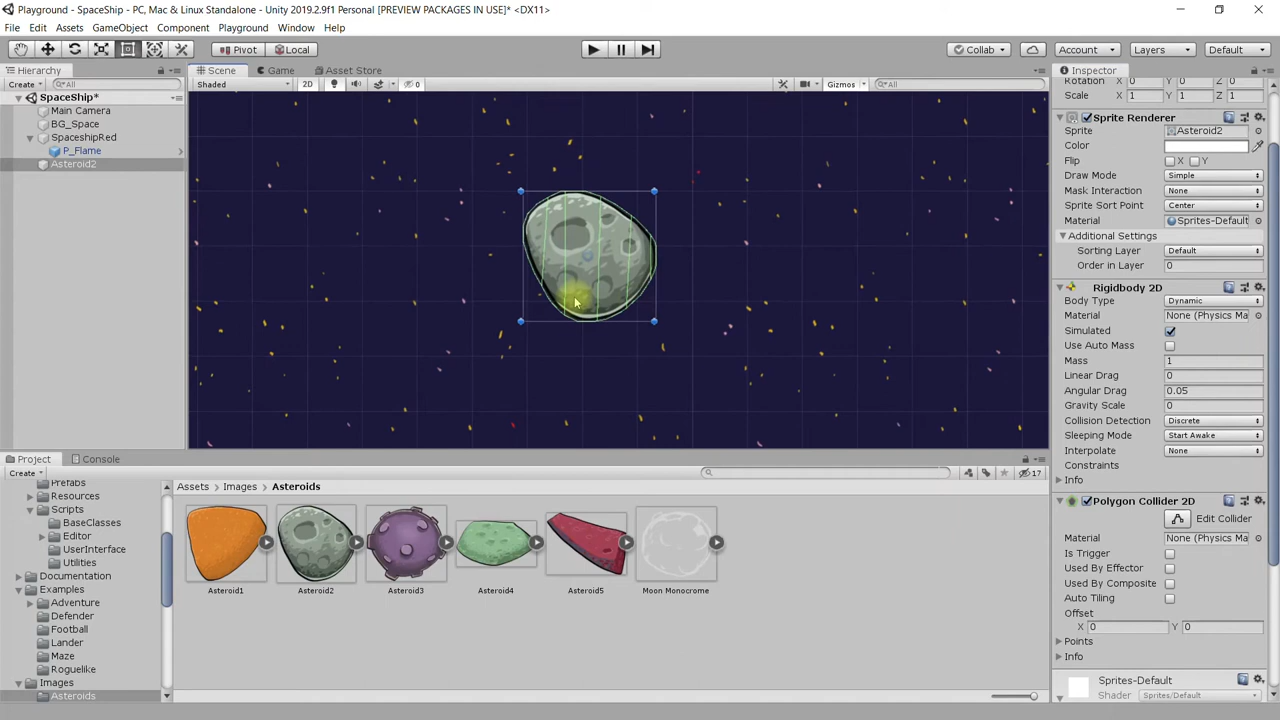 Playground - SpaceShip - PC, Mac & Linux Standalone - Unity 2019.2.9f1 Personal [PREVIEW PACKAGES IN USE]* <DX11>
File Edit Assets GameObject Component Playground Window Help
Pivot Local Collab Account Layers Default
Hierarchy Scene Game Asset Store Inspector
Create All Shaded 2D 0 Gizmos All
SpaceShip*
Main Camera
BG_Space
SpaceshipRed
P_Flame
Asteroid2
Rotation X 0 Y 0 Z 0
Scale X 1 Y 1 Z 1
Sprite Renderer
Sprite Asteroid2
Color
Flip X Y
Draw Mode Simple
Mask Interaction None
Sprite Sort Point Center
Material Sprites-Default
Additional Settings
Sorting Layer Default
Order in Layer 0
Rigidbody 2D
Body Type Dynamic
Material None (Physics Ma
Simulated
Use Auto Mass
Mass 1
Linear Drag 0
Angular Drag 0.05
Gravity Scale 0
Collision Detection Discrete
Sleeping Mode Start Awake
Interpolate None
Constraints
Info
Polygon Collider 2D
Edit Collider
Material None (Physics Ma
Is Trigger
Used By Effector
Used By Composite
Auto Tiling
Offset
X 0 Y 0
Points
Info
Sprites-Default
Shader Sprites/Default
Project Console
Create 17
Prefabs
Resources
Scripts
BaseClasses
Editor
UserInterface
Utilities
Documentation
Examples
Adventure
Defender
Football
Lander
Maze
Roguelike
Images
Asteroids
Assets Images Asteroids
Asteroid1 Asteroid2 Asteroid3 Asteroid4 Asteroid5 Moon Monocrome